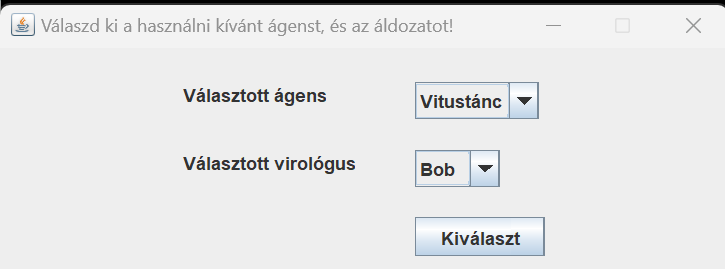 Válaszd ki a használni kívánt ágenst, és az áldozatot!
Választott ágens Vitustánc
Választott virológus Bob
Kiválaszt